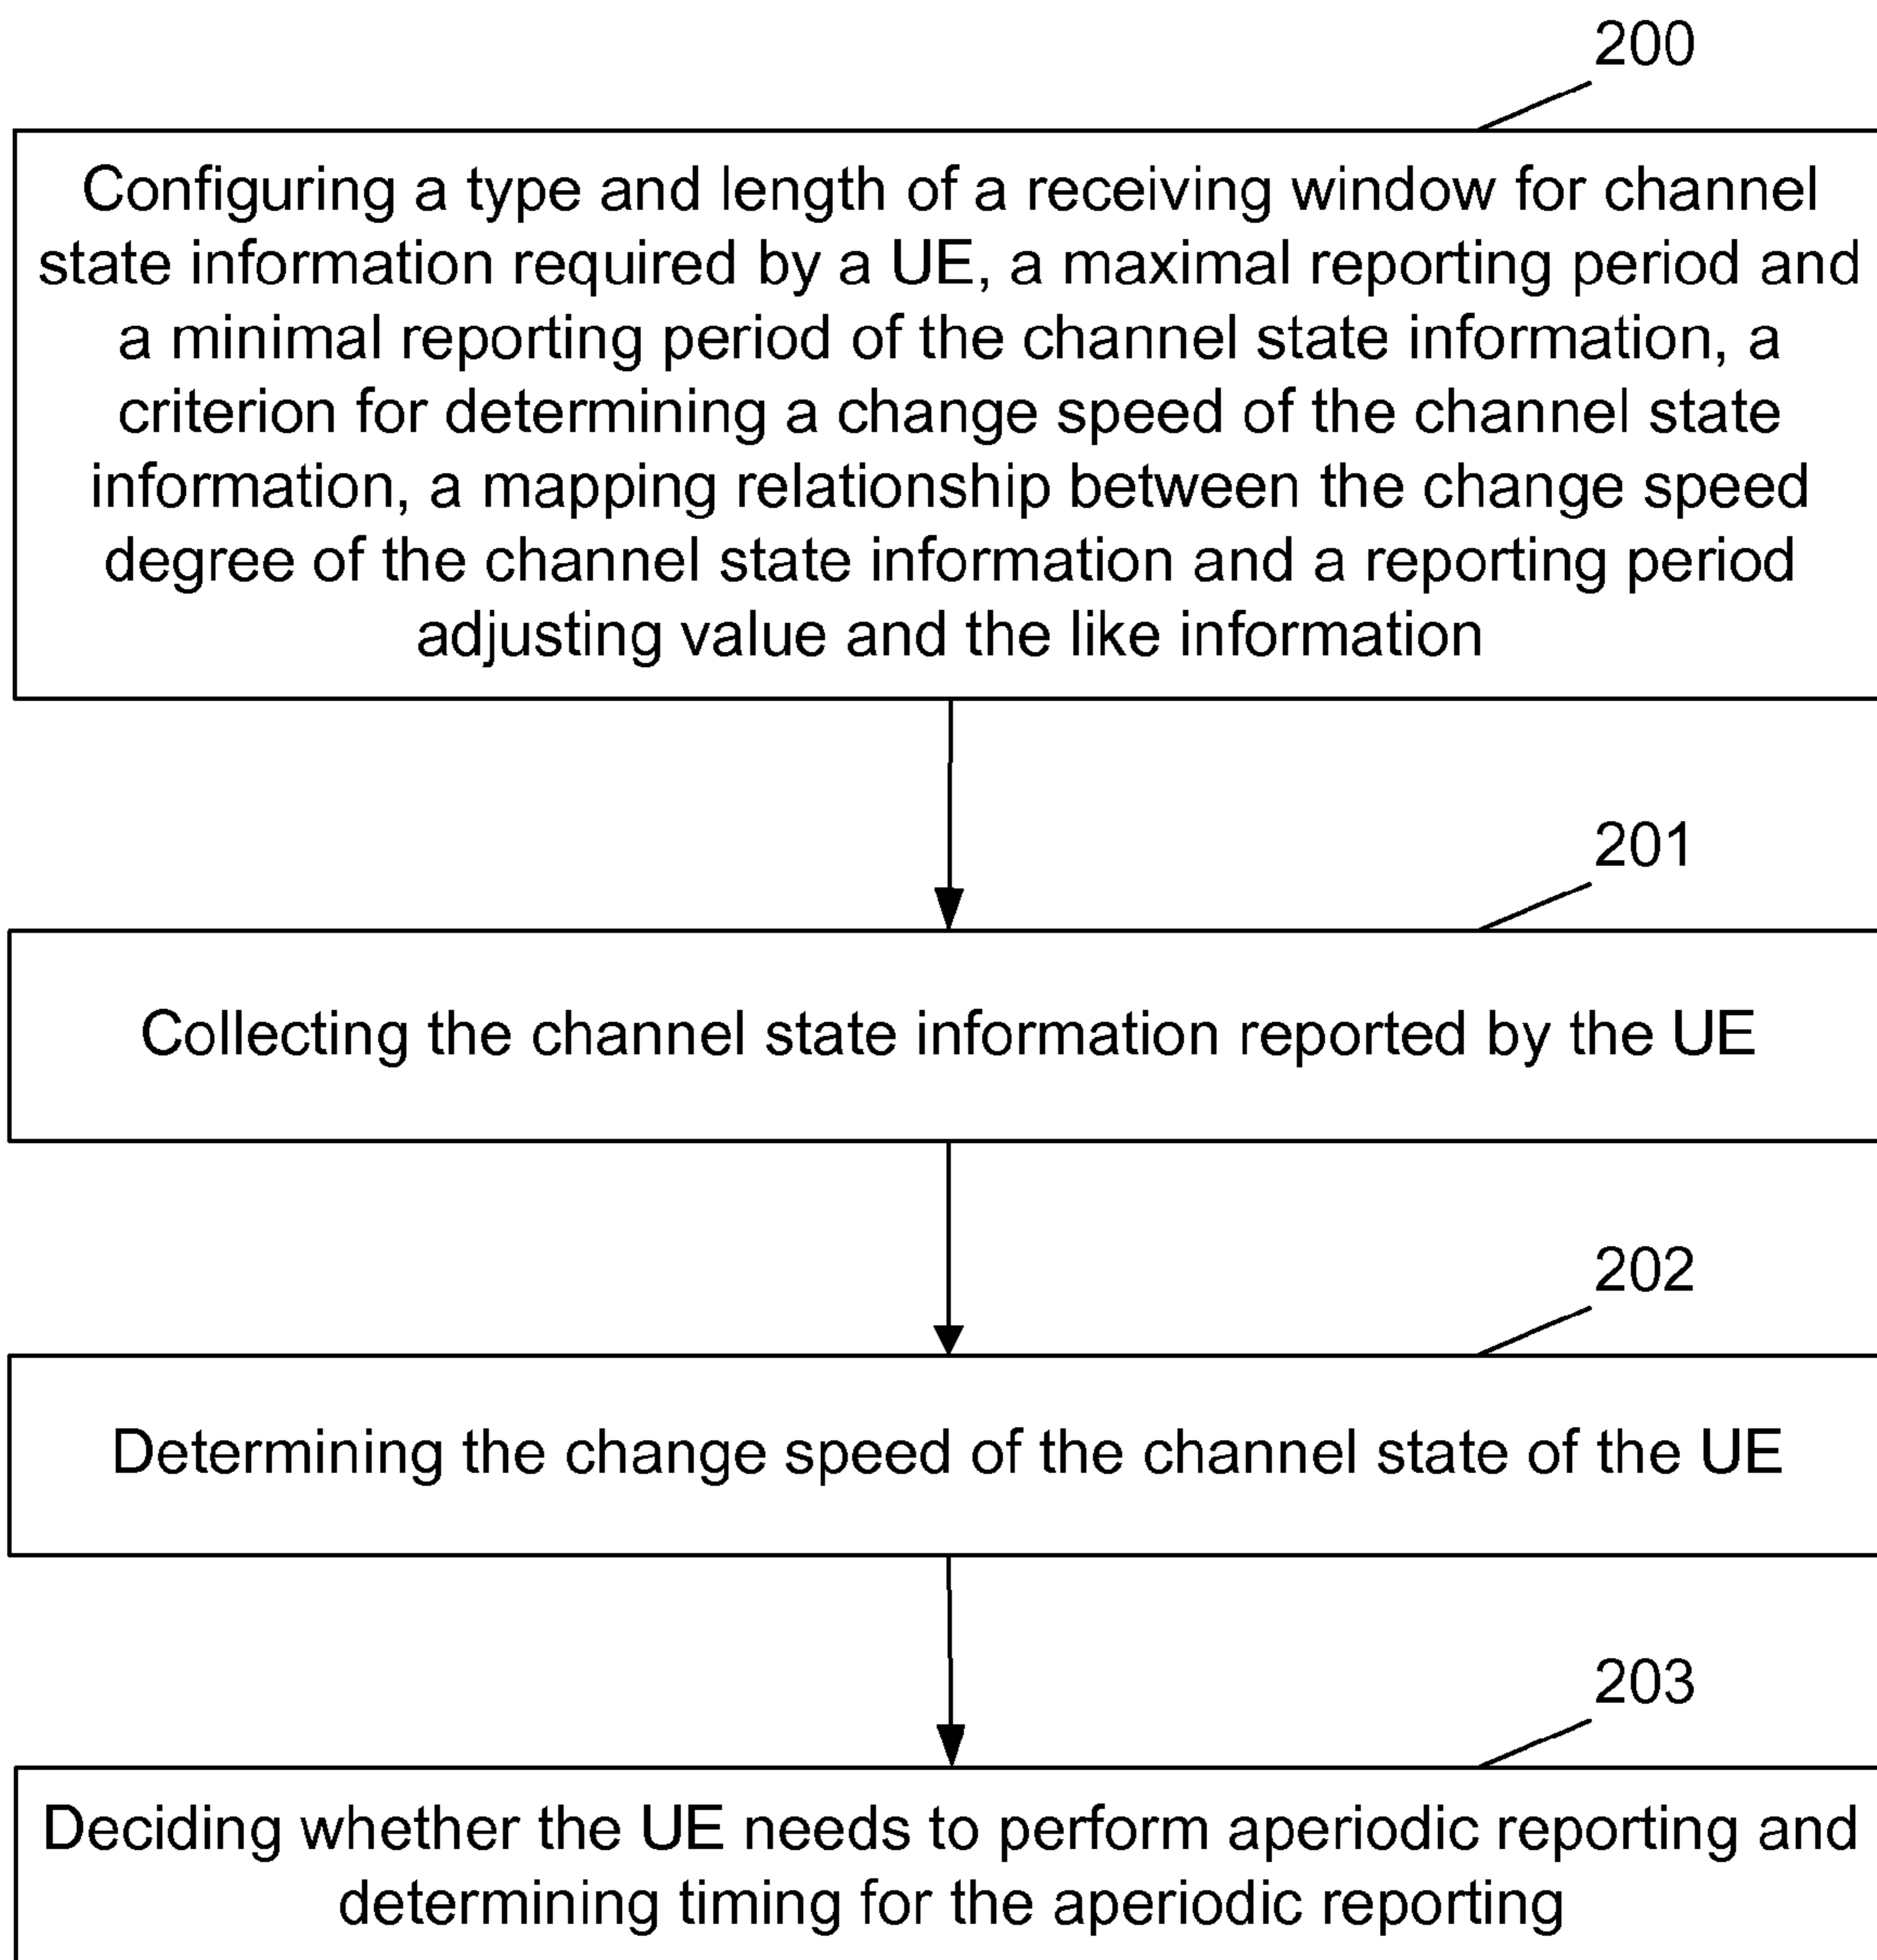 200
Configuring a type and length of a receiving window for channel
state information required by a UE, a maximal reporting period and
a minimal reporting period of the channel state information, a
criterion for determining a change speed of the channel state
information, a mapping relationship between the change speed
degree of the channel state information and a reporting period
adjusting value and the like information
201
Collecting the channel state information reported by the UE
202
Determining the change speed of the channel state of the UE
203
Deciding whether the UE needs to perform aperiodic reporting and
determining timing for the aperiodic reporting